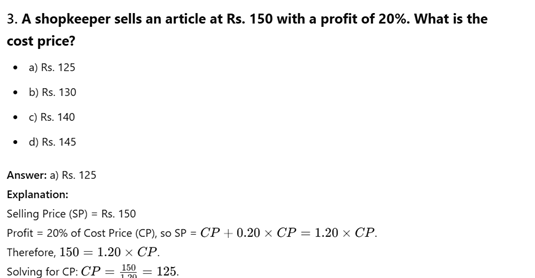 3. A shopkeeper sells an article at Rs. 150 with a profit of 20%. What is the
cost price?
• a) Rs. 125
• b) Rs. 130
• c) Rs. 140
• d) Rs. 145
Answer: a) Rs. 125
Explanation:
Selling Price (SP) = Rs. 150
Profit = 20% of Cost Price (CP), so SP = CP + 0.20 × CP = 1.20 × CP.
Therefore, 150 = 1.20 × CP.
Solving for CP: CP = 150/1.20 = 125.